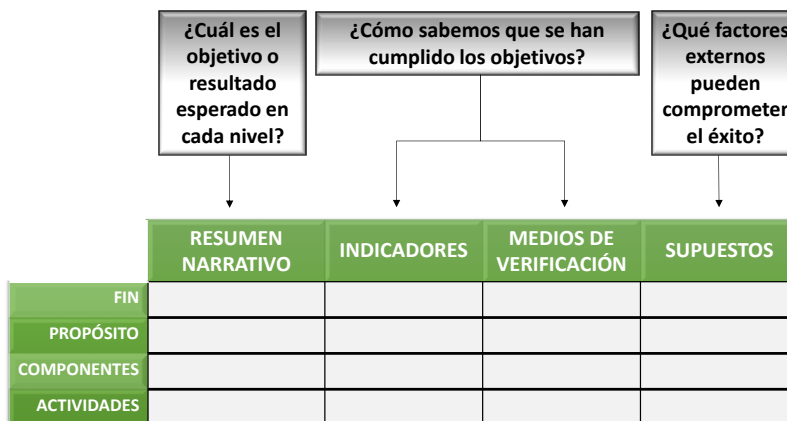 ¿Cuál es el
objetivo o
resultado
esperado en
cada nivel?
¿Cómo sabemos que se han
cumplido los objetivos?
¿Qué factores
externos
pueden
comprometer
el éxito?
RESUMEN
NARRATIVO
INDICADORES
MEDIOS DE
VERIFICACIÓN
SUPUESTOS
FIN
PROPÓSITO
COMPONENTES
ACTIVIDADES